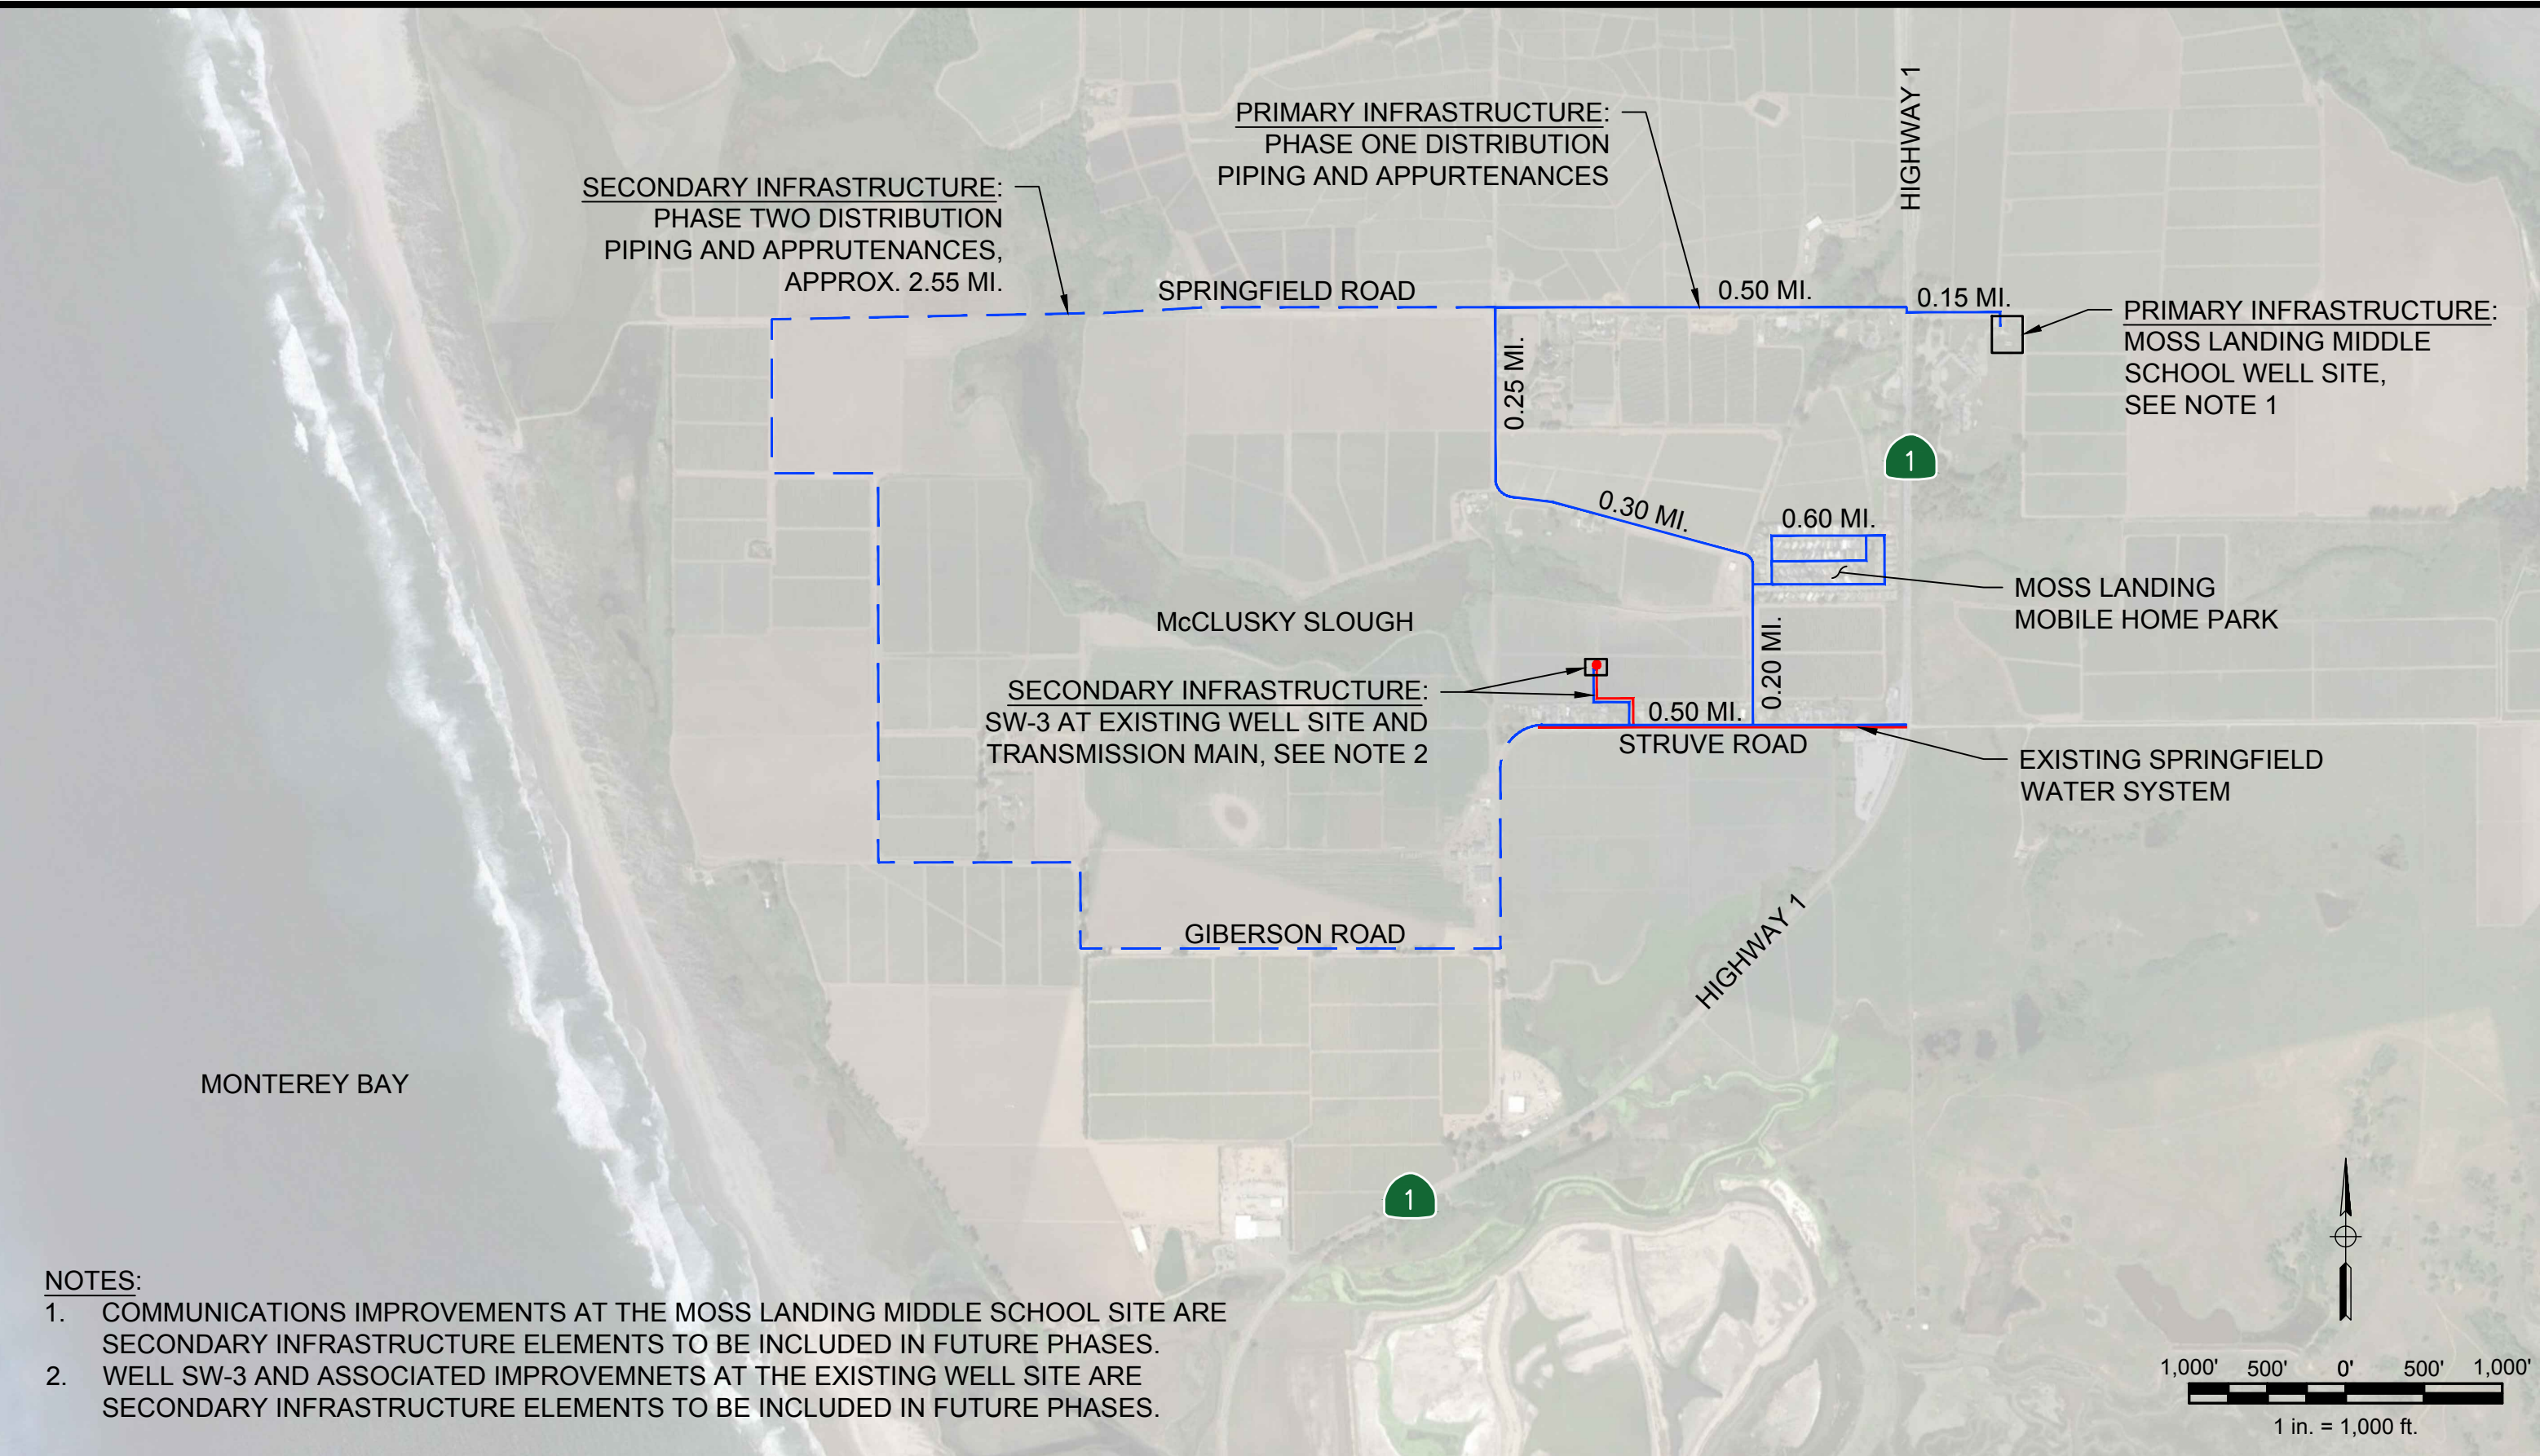 HIGHWAY 1
PRIMARY INFRASTRUCTURE:
PHASE ONE DISTRIBUTION
PIPING AND APPURTENANCES
SECONDARY INFRASTRUCTURE:
PHASE TWO DISTRIBUTION
PIPING AND APPRUTENANCES,
APPROX. 2.55 MI.
SPRINGFIELD ROAD
0.50 MI.
0.15 MI.
PRIMARY INFRASTRUCTURE:
MOSS LANDING MIDDLE
SCHOOL WELL SITE,
SEE NOTE 1
0.25 MI.
1
0.30 MI.
0.60 MI.
MOSS LANDING
MOBILE HOME PARK
McCLUSKY SLOUGH
0.20 MI.
SECONDARY INFRASTRUCTURE:
SW-3 AT EXISTING WELL SITE AND
TRANSMISSION MAIN, SEE NOTE 2
0.50 MI.
STRUVE ROAD
EXISTING SPRINGFIELD
WATER SYSTEM
GIBERSON ROAD
HIGHWAY 1
MONTEREY BAY
1
NOTES:
1. COMMUNICATIONS IMPROVEMENTS AT THE MOSS LANDING MIDDLE SCHOOL SITE ARE
SECONDARY INFRASTRUCTURE ELEMENTS TO BE INCLUDED IN FUTURE PHASES.
2. WELL SW-3 AND ASSOCIATED IMPROVEMNETS AT THE EXISTING WELL SITE ARE
SECONDARY INFRASTRUCTURE ELEMENTS TO BE INCLUDED IN FUTURE PHASES.
1,000' 500' 0' 500' 1,000'
1 in. = 1,000 ft.